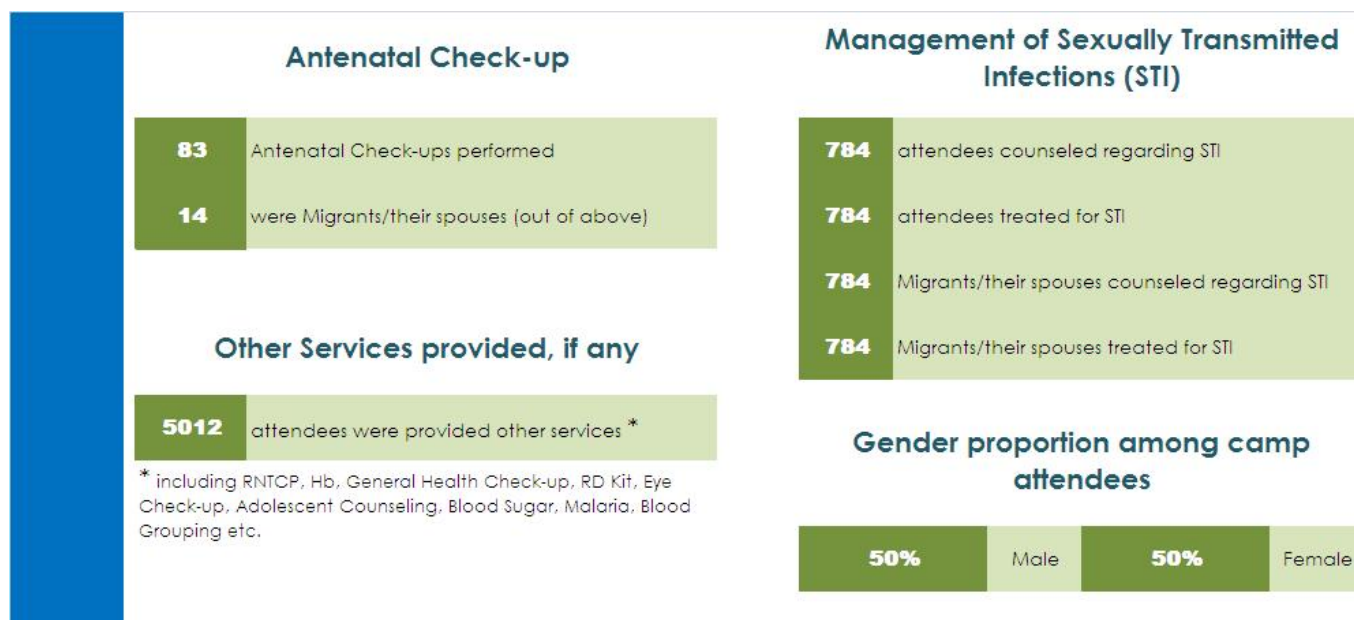 Antenatal Check-up
83 Antenatal Check-ups performed
14 were Migrants/their spouses (out of above)
Other Services provided, if any
5012 attendees were provided other services *
* including RNTCP, Hb, General Health Check-up, RD Kit, Eye
Check-up, Adolescent Counseling, Blood Sugar, Malaria, Blood
Grouping etc.
Management of Sexually Transmitted
Infections (STI)
784 attendees counseled regarding STI
784 attendees treated for STI
784 Migrants/their spouses counseled regarding STI
784 Migrants/their spouses treated for STI
Gender proportion among camp
attendees
50% Male 50% Female